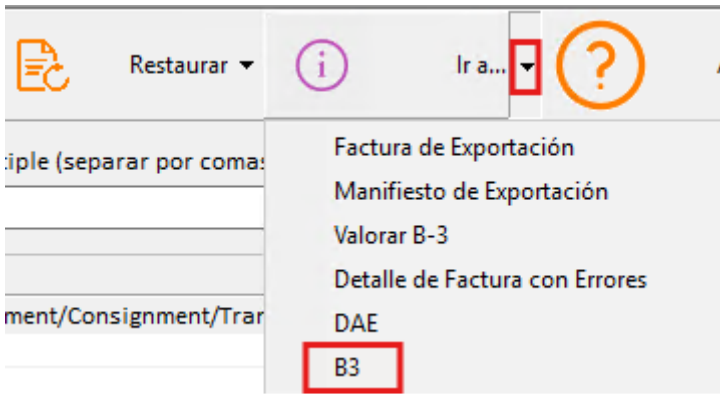 Restaurar
i
Ir a...
?
tiple (separar por comas
Factura de Exportación
Manifiesto de Exportación
Valorar B-3
Detalle de Factura con Errores
ment/Consignment/Trar
DAE
B3